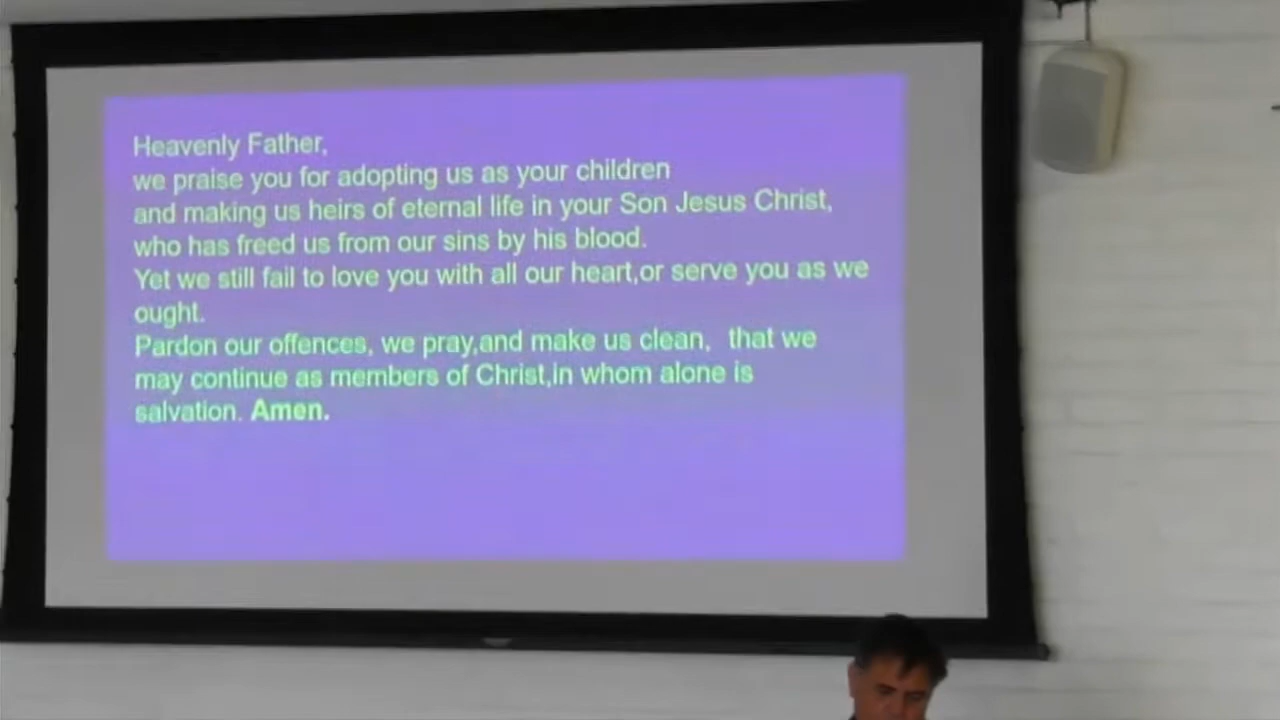 Heavenly Father,
we praise you for adopting us as your children
and making us heirs of eternal life in your Son Jesus Christ,
who has freed us from our sins by his blood.
Yet we still fail to love you with all our heart,or serve you as we
ought.
Pardon our offences, we pray,and make us clean, that we
may continue as members of Christ,in whom alone is
salvation. Amen.